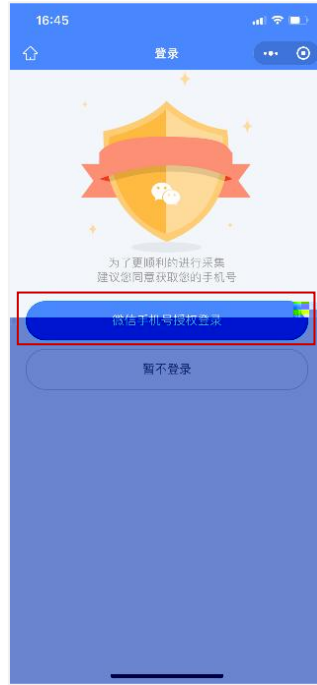 16:45
登录
为了更顺利的进行采集
建议您同意获取您的手机号
微信手机号授权登录
暂不登录